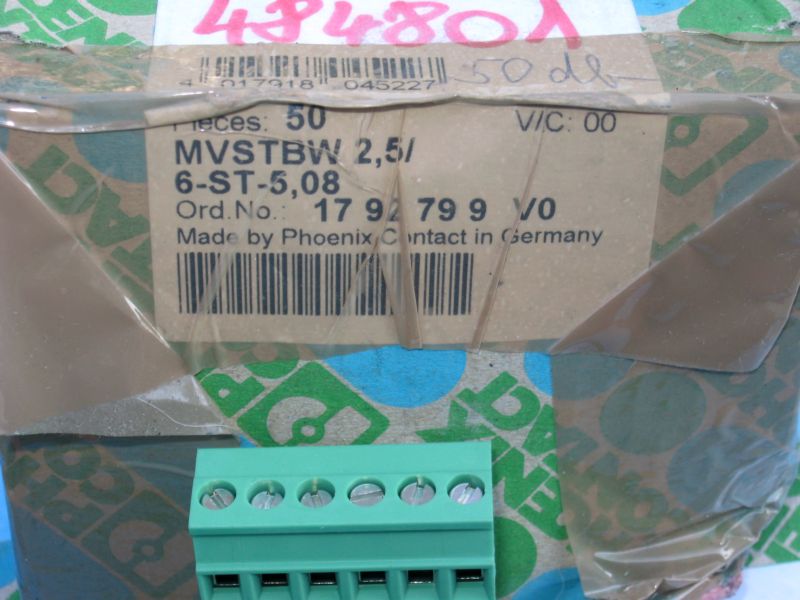 484801
4 017918 045227 50 db
Pieces: 50 V/C: 00
MVSTBW 2,5/
6-ST-5,08
Ord.No.: 17 92 79 9 V0
Made by Phoenix Contact in Germany